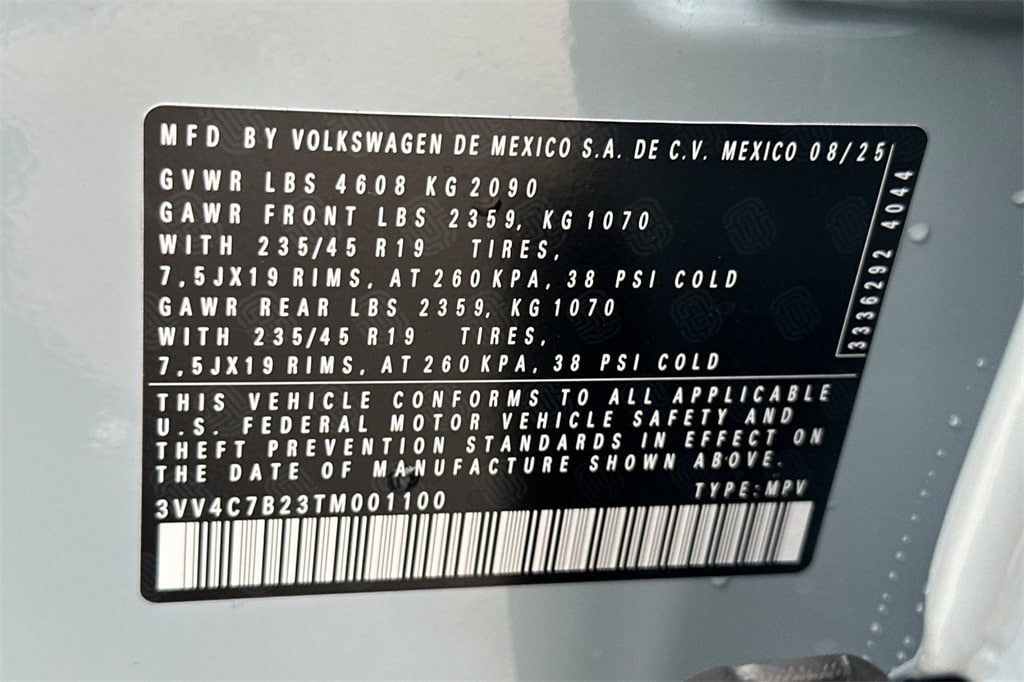 MFD BY VOLKSWAGEN DE MEXICO S.A. DE C.V. MEXICO 08/25
GVWR LBS 4608 KG 2090
GAWR FRONT LBS 2359, KG 1070
WITH 235/45 R19 TIRES,
7,5JX19 RIMS, AT 260 KPA, 38 PSI COLD
GAWR REAR LBS 2359, KG 1070
WITH 235/45 R19 TIRES,
7,5JX19 RIMS, AT 260 KPA, 38 PSI COLD
3336292 4044
THIS VEHICLE CONFORMS TO ALL APPLICABLE
U.S. FEDERAL MOTOR VEHICLE SAFETY AND
THEFT PREVENTION STANDARDS IN EFFECT ON
THE DATE OF MANUFACTURE SHOWN ABOVE.
3VV4C7B23TM001100
TYPE: MPV